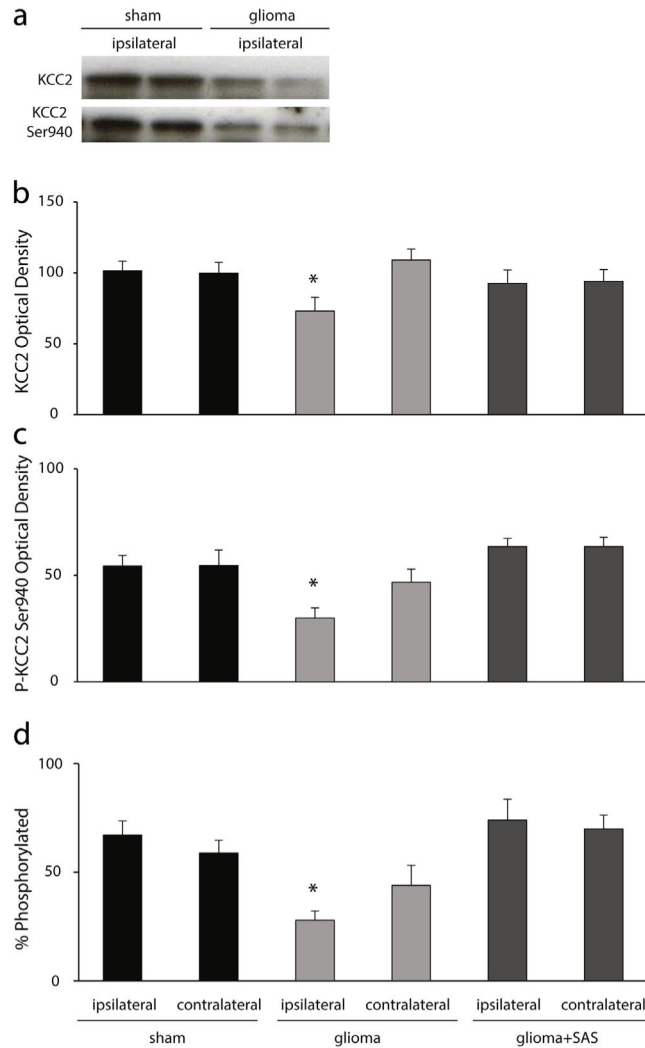 a
sham glioma
ipsilateral ipsilateral
KCC2
KCC2
Ser940
b
150
100
50
0
KCC2 Optical Density
*
c
100
50
0
P-KCC2 Ser940 Optical Density
*
d
100
50
0
% Phosphorylated
*
ipsilateral contralateral ipsilateral contralateral ipsilateral contralateral
sham glioma glioma+SAS